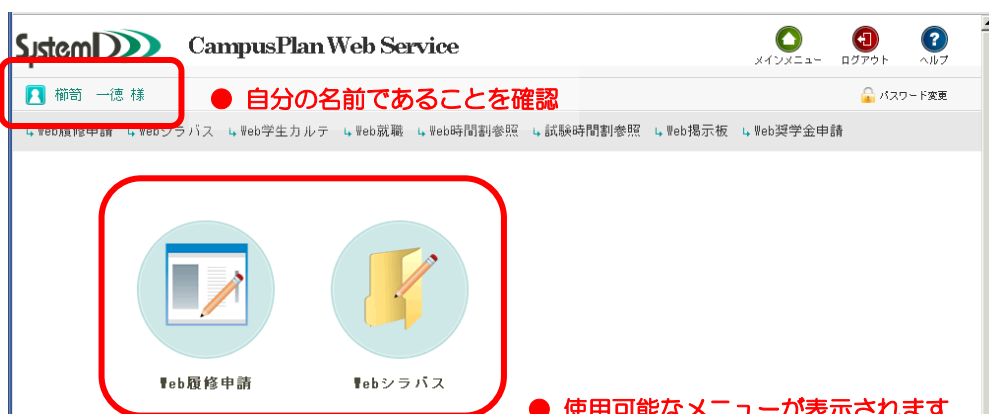 SystemD CampusPlan Web Service
メインメニュー ログアウト ヘルプ
櫛笥 一徳 様
● 自分の名前であることを確認
パスワード変更
Web履修申請 Webシラバス Web学生カルテ Web就職 Web時間割参照 試験時間割参照 Web掲示板 Web奨学金申請
Web履修申請 Webシラバス
● 使用可能なメニューが表示されます